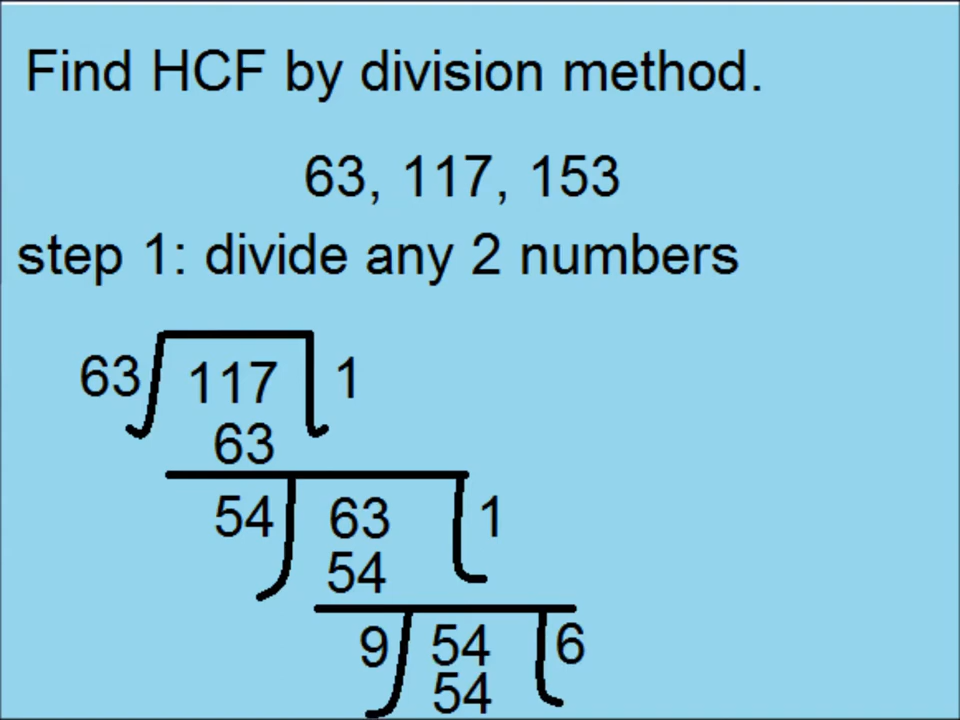 Find HCF by division method.
63, 117, 153
step 1: divide any 2 numbers
63 117 1
63
54 63 1
54
9 54 6
54